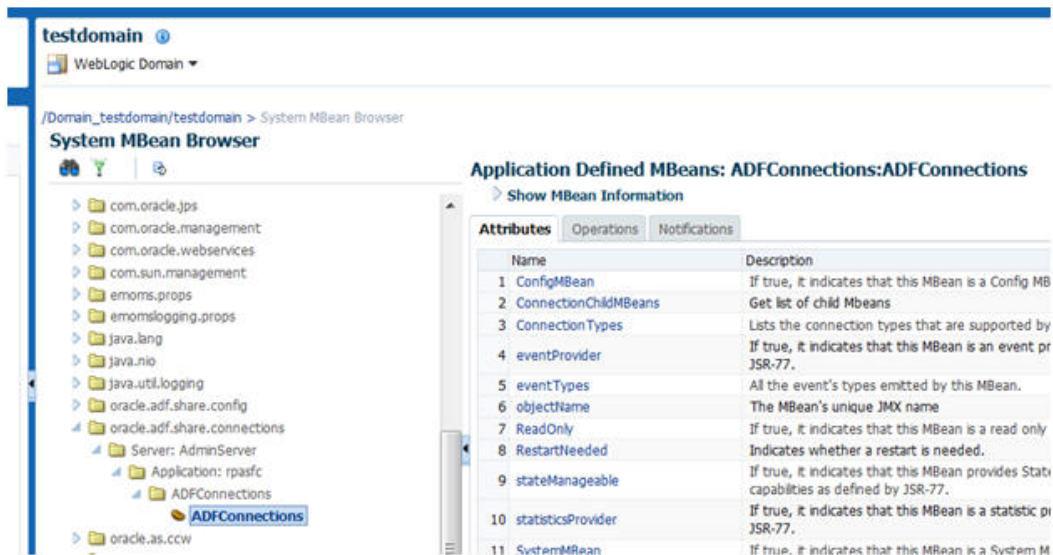 testdomain
WebLogic Domain
/Domain_testdomain/testdomain > System MBean Browser
System MBean Browser
com.oracle.jps
com.oracle.management
com.oracle.webservices
com.sun.management
emoms.props
emomslogging.props
java.lang
java.nio
java.util.logging
oracle.adf.share.config
oracle.adf.share.connections
Server: AdminServer
Application: rpasfc
ADFConnections
ADFConnections
oracle.as.ccw
Application Defined MBeans: ADFConnections:ADFConnections
Show MBean Information
Attributes Operations Notifications
Name Description
1 ConfigMBean If true, it indicates that this MBean is a Config MB
2 ConnectionChildMBeans Get list of child Mbeans
3 ConnectionTypes Lists the connection types that are supported by
4 eventProvider If true, it indicates that this MBean is an event pr
JSR-77.
5 eventTypes All the event's types emitted by this MBean.
6 objectName The MBean's unique JMX name
7 ReadOnly If true, it indicates that this MBean is a read only
8 RestartNeeded Indicates whether a restart is needed.
9 stateManageable If true, it indicates that this MBean provides State
capabilities as defined by JSR-77.
10 statisticsProvider If true, it indicates that this MBean is a statistic pr
JSR-77.
11 SystemMBean If true, it indicates that this MBean is a System M